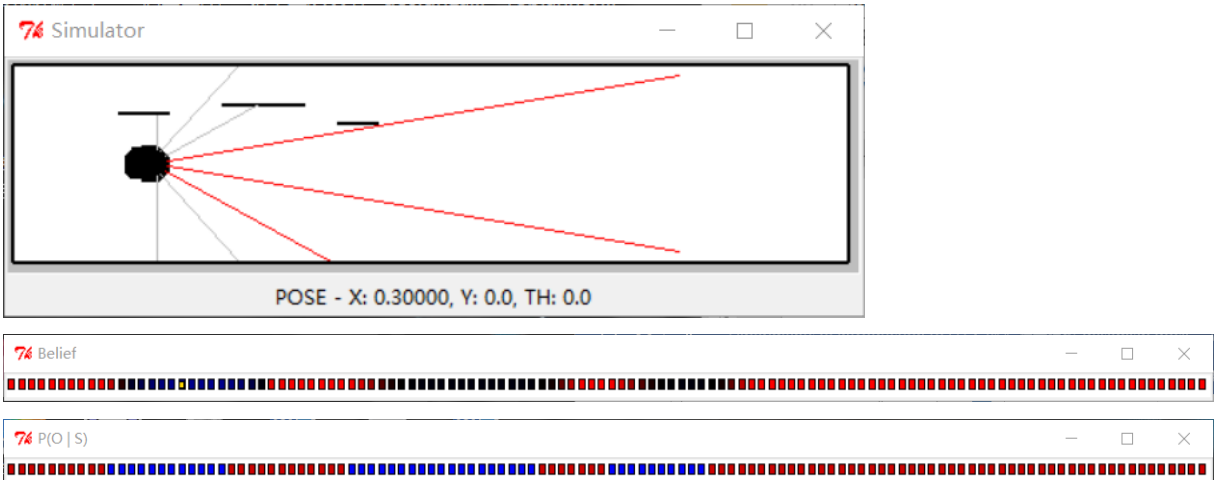 Simulator
POSE - X: 0.30000, Y: 0.0, TH: 0.0
Belief
P(O | S)